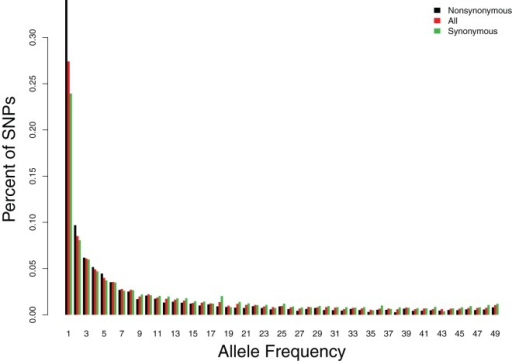 Nonsynonymous
All
Synonymous
Percent of SNPs
0.30
0.25
0.20
0.15
0.10
0.05
0.00
1 3 5 7 9 11 13 15 17 19 21 23 25 27 29 31 33 35 37 39 41 43 45 47 49
Allele Frequency